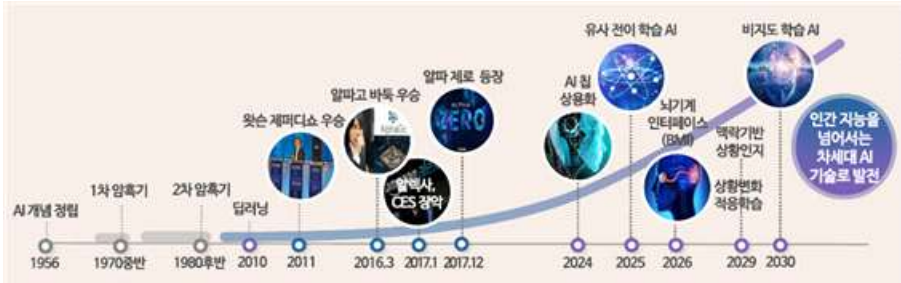 AI 개념 정립
1차 암흑기
2차 암흑기
딥러닝
왓슨 제퍼디쇼 우승
알파고 바둑 우승
AlphaGo
알렉사,
CES 장악
알파 제로 등장
ALPHA
ZERO
AI 칩
상용화
유사 전이 학습 AI
뇌기계
인터페이스
(BMI)
맥락기반
상황인지
상황변화
적응학습
비지도 학습 AI
인간 지능을
넘어서는
차세대 AI
기술로 발전
1956
1970중반
1980후반
2010
2011
2016.3
2017.1
2017.12
2024
2025
2026
2029
2030